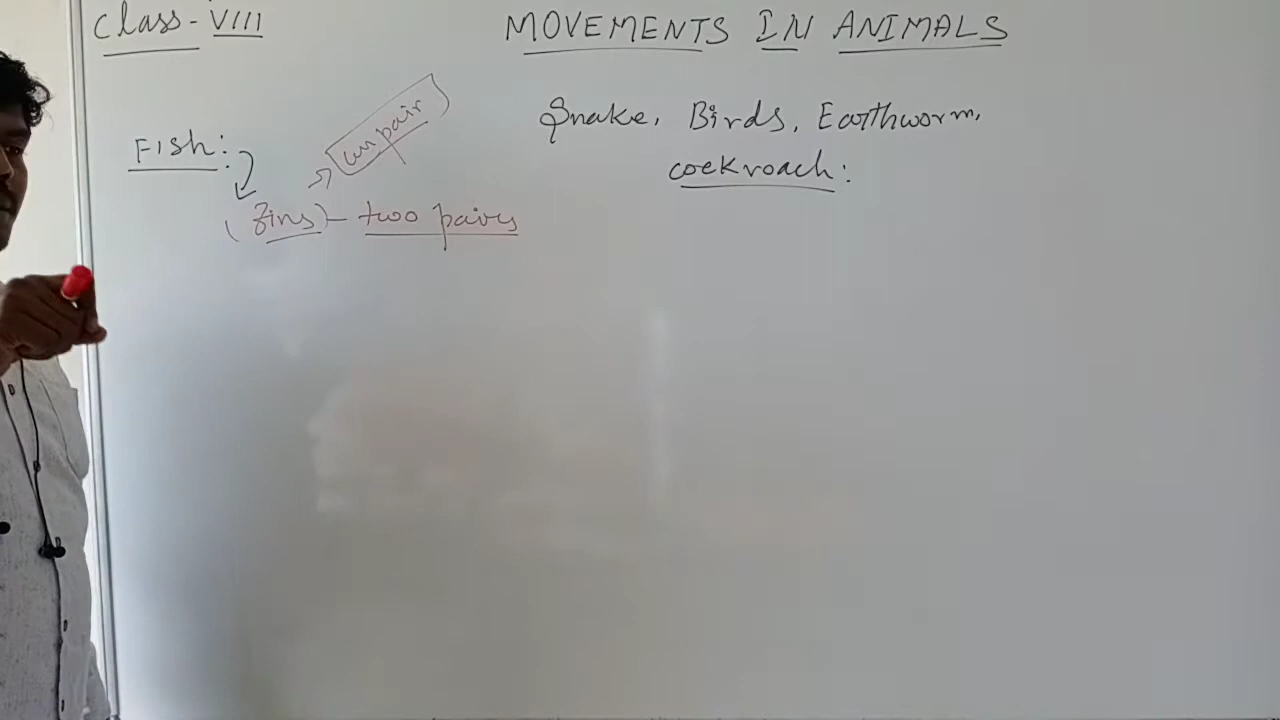 Class - VIII
MOVEMENTS IN ANIMALS
Fish:
unpair
(Fins) - two pairs
Snake, Birds, Earthworm,
cockroach: